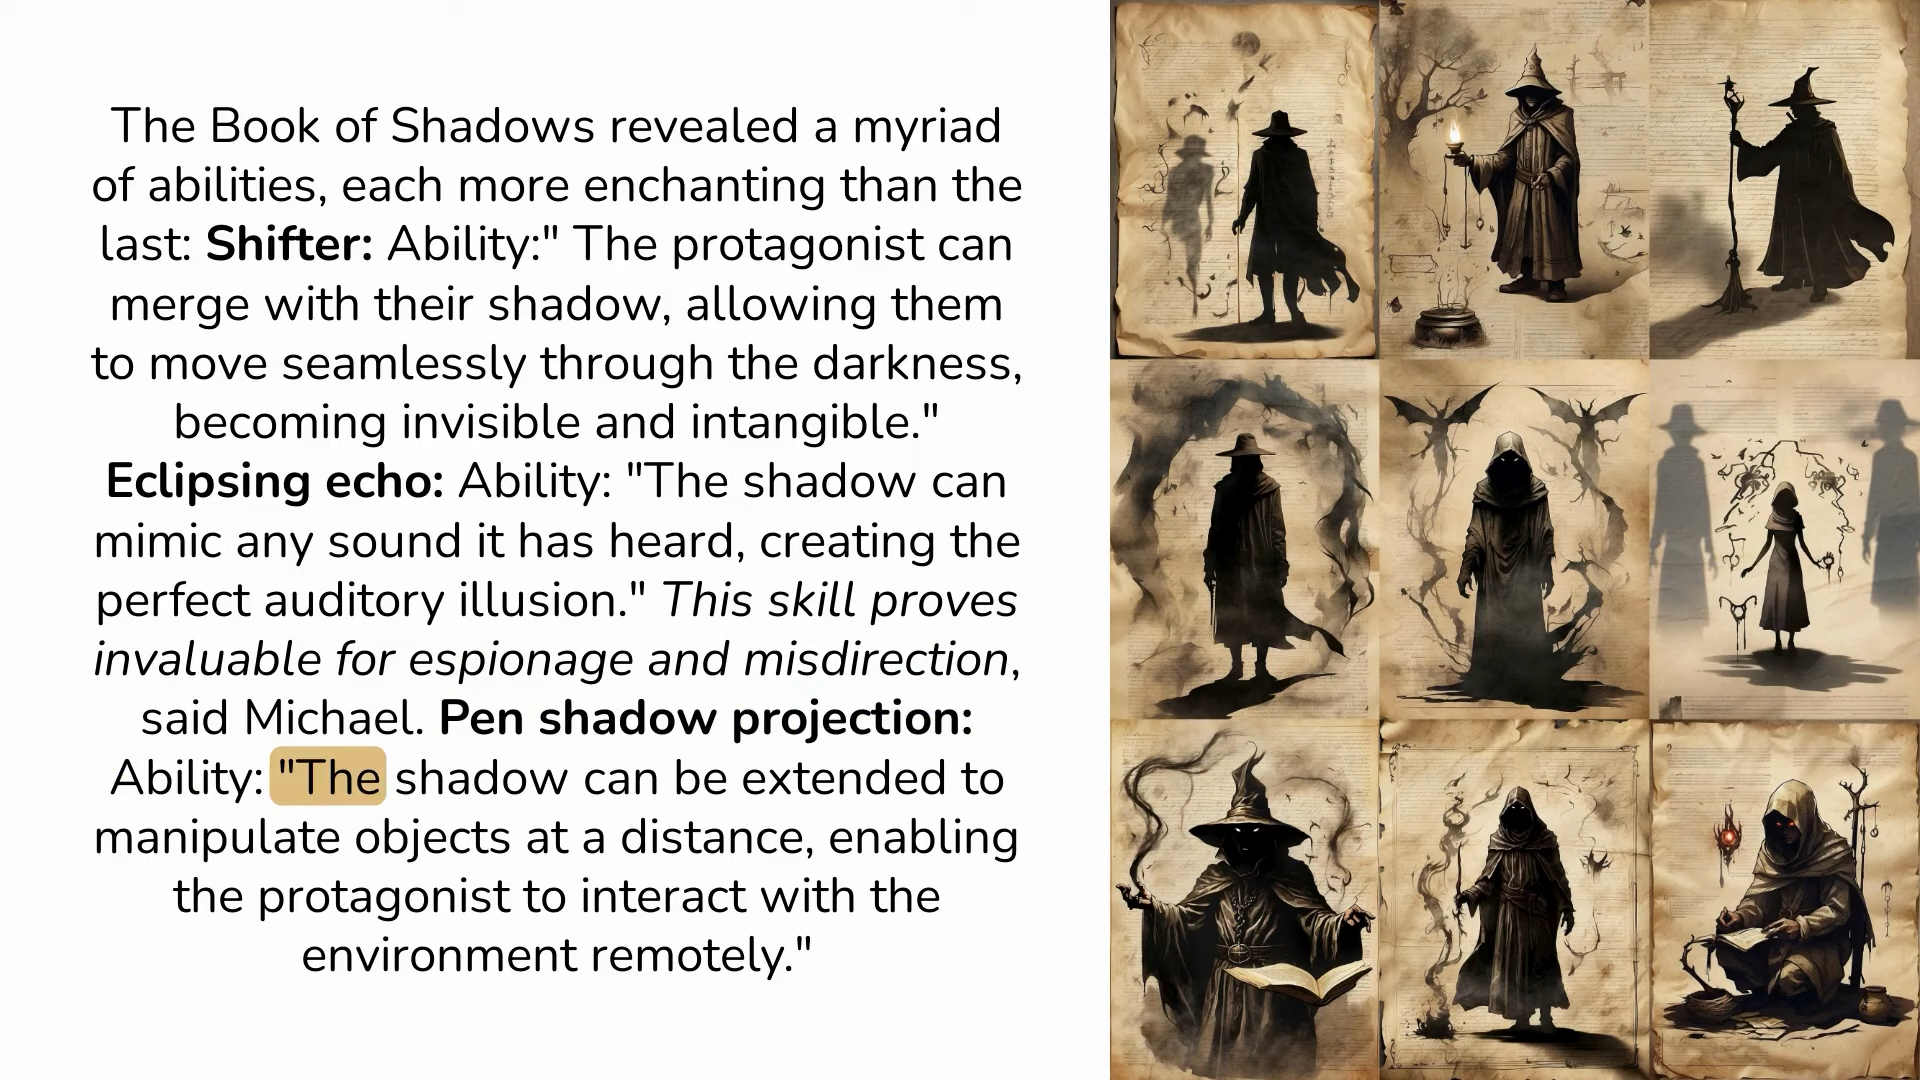 The Book of Shadows revealed a myriad
of abilities, each more enchanting than the
last: Shifter: Ability:" The protagonist can
merge with their shadow, allowing them
to move seamlessly through the darkness,
becoming invisible and intangible."
Eclipsing echo: Ability: "The shadow can
mimic any sound it has heard, creating the
perfect auditory illusion." This skill proves
invaluable for espionage and misdirection,
said Michael. Pen shadow projection:
Ability: "The shadow can be extended to
manipulate objects at a distance, enabling
the protagonist to interact with the
environment remotely."